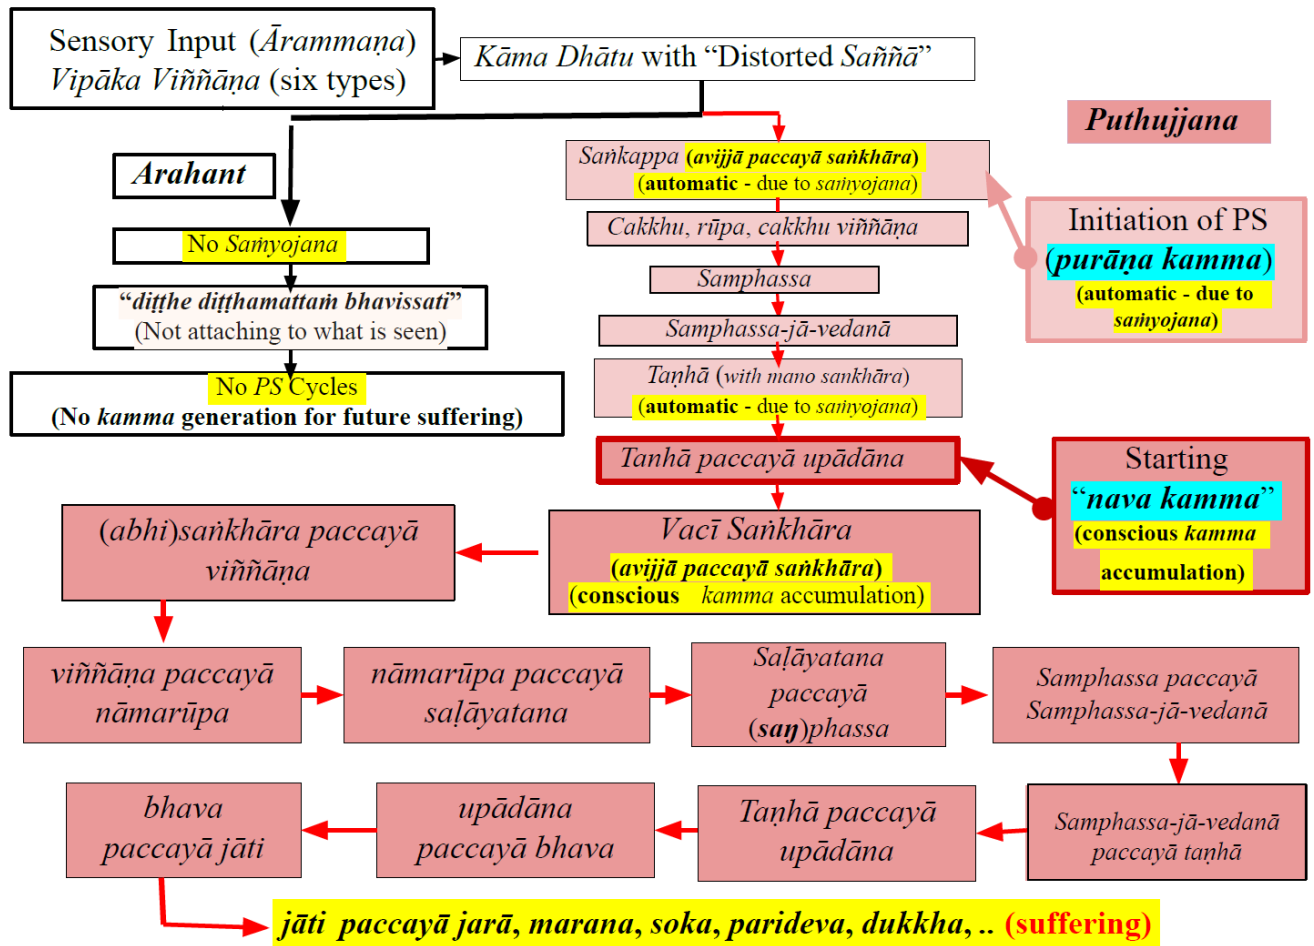 Sensory Input (Ārammaṇa)
Vipāka Viññāṇa (six types)
Kāma Dhātu with “Distorted Saññā”
Puthujjana
Arahant
Saṅkappa (avijjā paccayā saṅkhāra)
(automatic - due to saṁyojana)
Initiation of PS
(purāṇa kamma)
(automatic - due to
saṁyojana)
No Saṁyojana
Cakkhu, rūpa, cakkhu viññāṇa
Samphassa
“diṭṭhe diṭṭhamattaṁ bhavissati”
(Not attaching to what is seen)
Samphassa-jā-vedanā
Taṇhā (with mano sankhāra)
(automatic - due to saṁyojana)
No PS Cycles
(No kamma generation for future suffering)
Tanhā paccayā upādāna
Starting
“nava kamma”
(conscious kamma
accumulation)
Vacī Saṅkhāra
(avijjā paccayā saṅkhāra)
(conscious kamma accumulation)
(abhi)saṅkhāra paccayā
viññāṇa
viññāṇa paccayā
nāmarūpa
nāmarūpa paccayā
saḷāyatana
Saḷāyatana
paccayā
(saŋ)phassa
Samphassa paccayā
Samphassa-jā-vedanā
Samphassa-jā-vedanā
paccayā taṇhā
Taṇhā paccayā
upādāna
upādāna
paccayā bhava
bhava
paccayā jāti
jāti paccayā jarā, marana, soka, parideva, dukkha, .. (suffering)